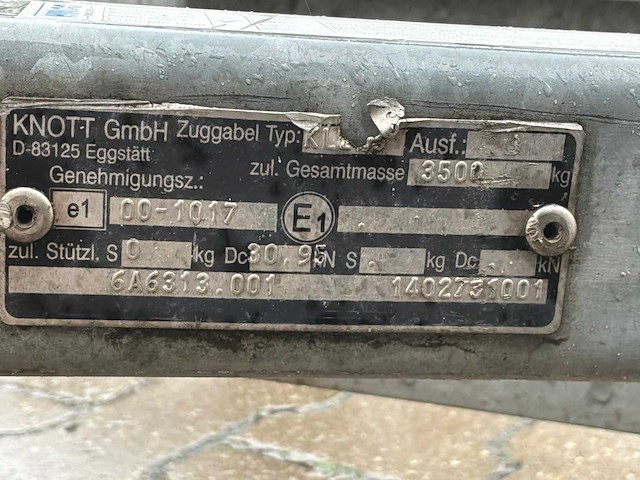 KNOTT GmbH Zuggabel Typ: Ausf.:
D-83125 Eggstätt zul. Gesamtmasse 3500 kg
Genehmigungsz.:
e1 00-1017 E1
zul. Stützl. S 0 kg Dc 30.95 kN S . kg Dc . kN
6A6313.001 1402731001